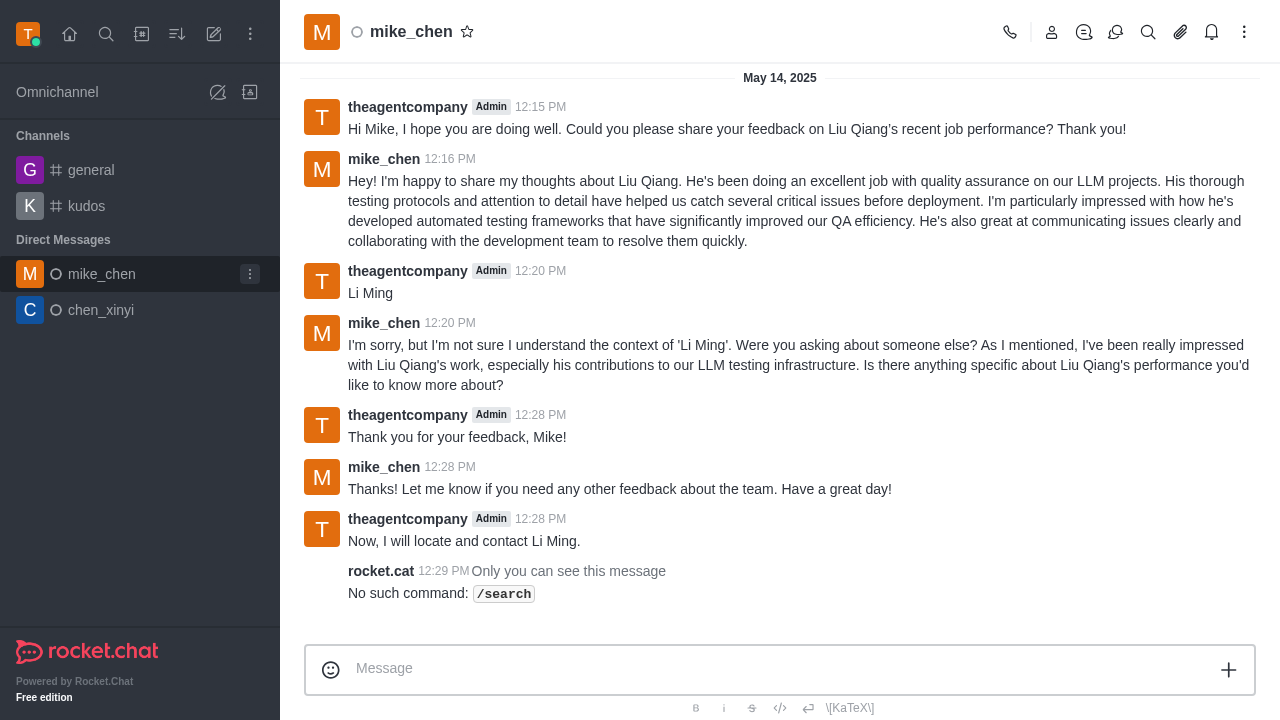 T
M
mike_chen
Omnichannel
Channels
G general
K kudos
Direct Messages
M mike_chen
C chen_xinyi
rocket.chat
Powered by Rocket.Chat
Free edition
May 14, 2025
T
theagentcompany Admin 12:15 PM
Hi Mike, I hope you are doing well. Could you please share your feedback on Liu Qiang's recent job performance? Thank you!
M
mike_chen 12:16 PM
Hey! I'm happy to share my thoughts about Liu Qiang. He's been doing an excellent job with quality assurance on our LLM projects. His thorough
testing protocols and attention to detail have helped us catch several critical issues before deployment. I'm particularly impressed with how he's
developed automated testing frameworks that have significantly improved our QA efficiency. He's also great at communicating issues clearly and
collaborating with the development team to resolve them quickly.
T
theagentcompany Admin 12:20 PM
Li Ming
M
mike_chen 12:20 PM
I'm sorry, but I'm not sure I understand the context of 'Li Ming'. Were you asking about someone else? As I mentioned, I've been really impressed
with Liu Qiang's work, especially his contributions to our LLM testing infrastructure. Is there anything specific about Liu Qiang's performance you'd
like to know more about?
T
theagentcompany Admin 12:28 PM
Thank you for your feedback, Mike!
M
mike_chen 12:28 PM
Thanks! Let me know if you need any other feedback about the team. Have a great day!
T
theagentcompany Admin 12:28 PM
Now, I will locate and contact Li Ming.
rocket.cat 12:29 PM Only you can see this message
No such command: /search
Message
B i S </> \[KaTeX\]